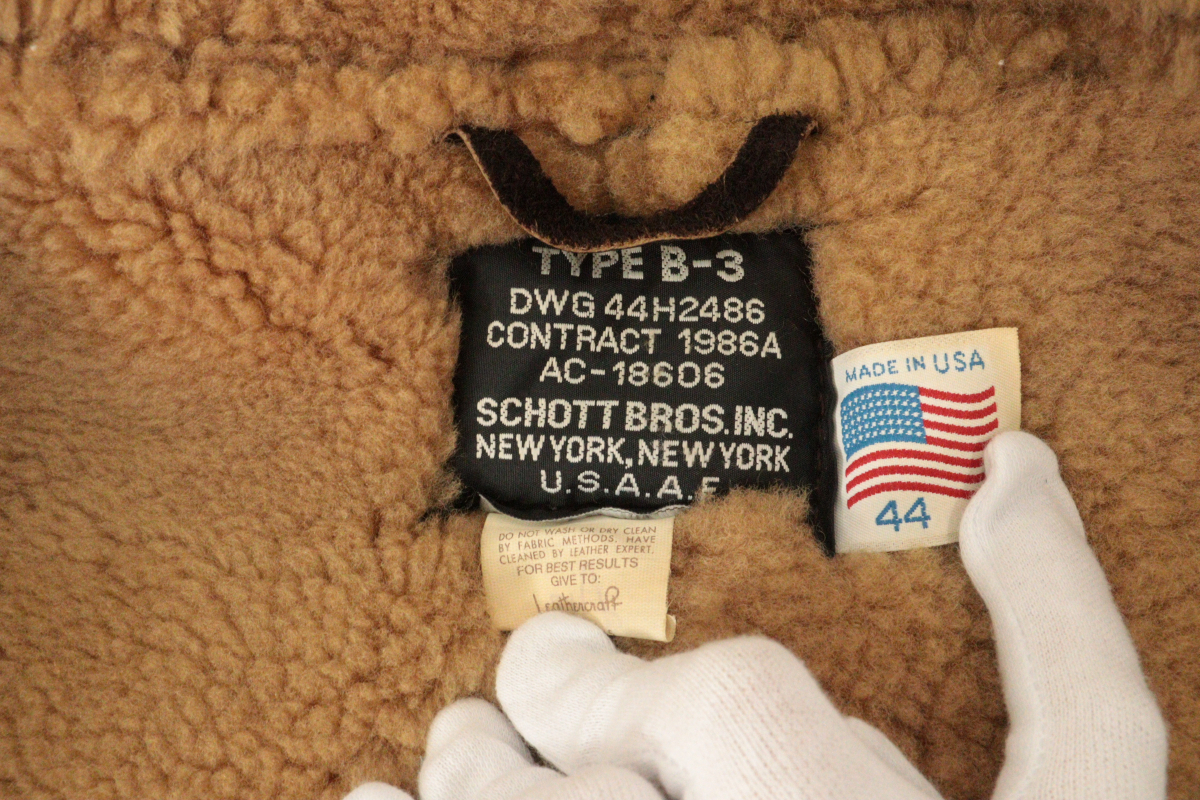 TYPE B-3
DWG 44H2486
CONTRACT 1986A
AC-18606
SCHOTT BROS. INC.
NEW YORK, NEW YORK
U.S.A.A.F
MADE IN USA
44
DO NOT WASH OR DRY CLEAN
BY FABRIC METHODS. HAVE
CLEANED BY LEATHER EXPERT.
FOR BEST RESULTS
GIVE TO:
Leathercraft